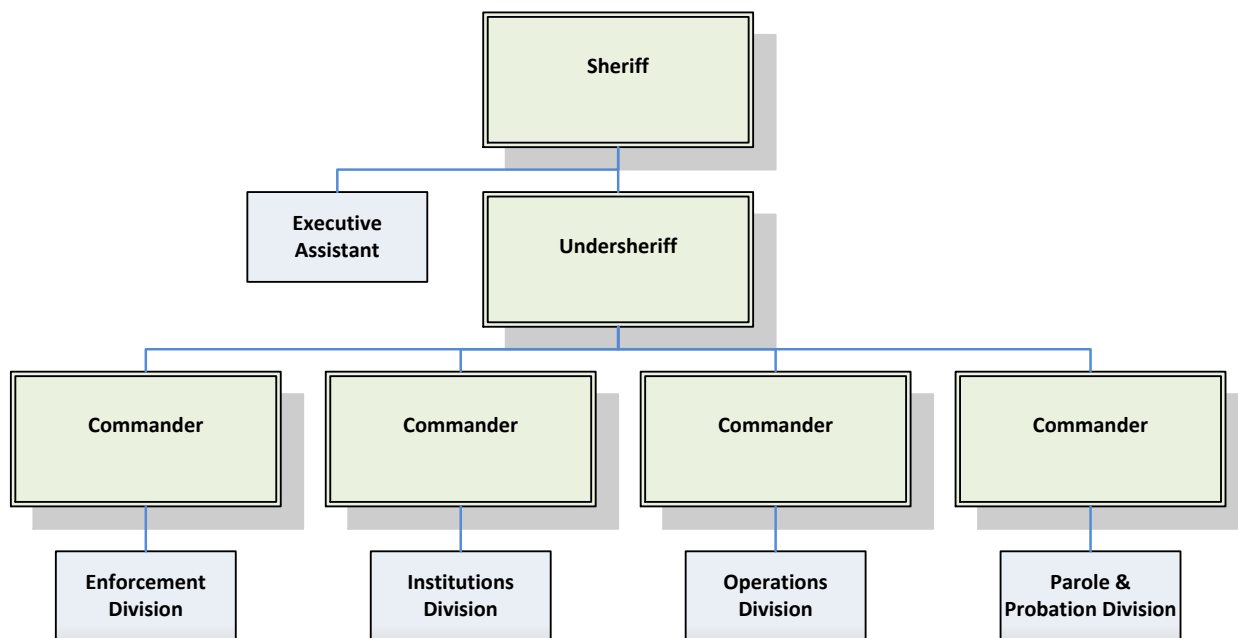 Sheriff
Executive
Assistant
Undersheriff
Commander
Commander
Commander
Commander
Enforcement
Division
Institutions
Division
Operations
Division
Parole &
Probation Division